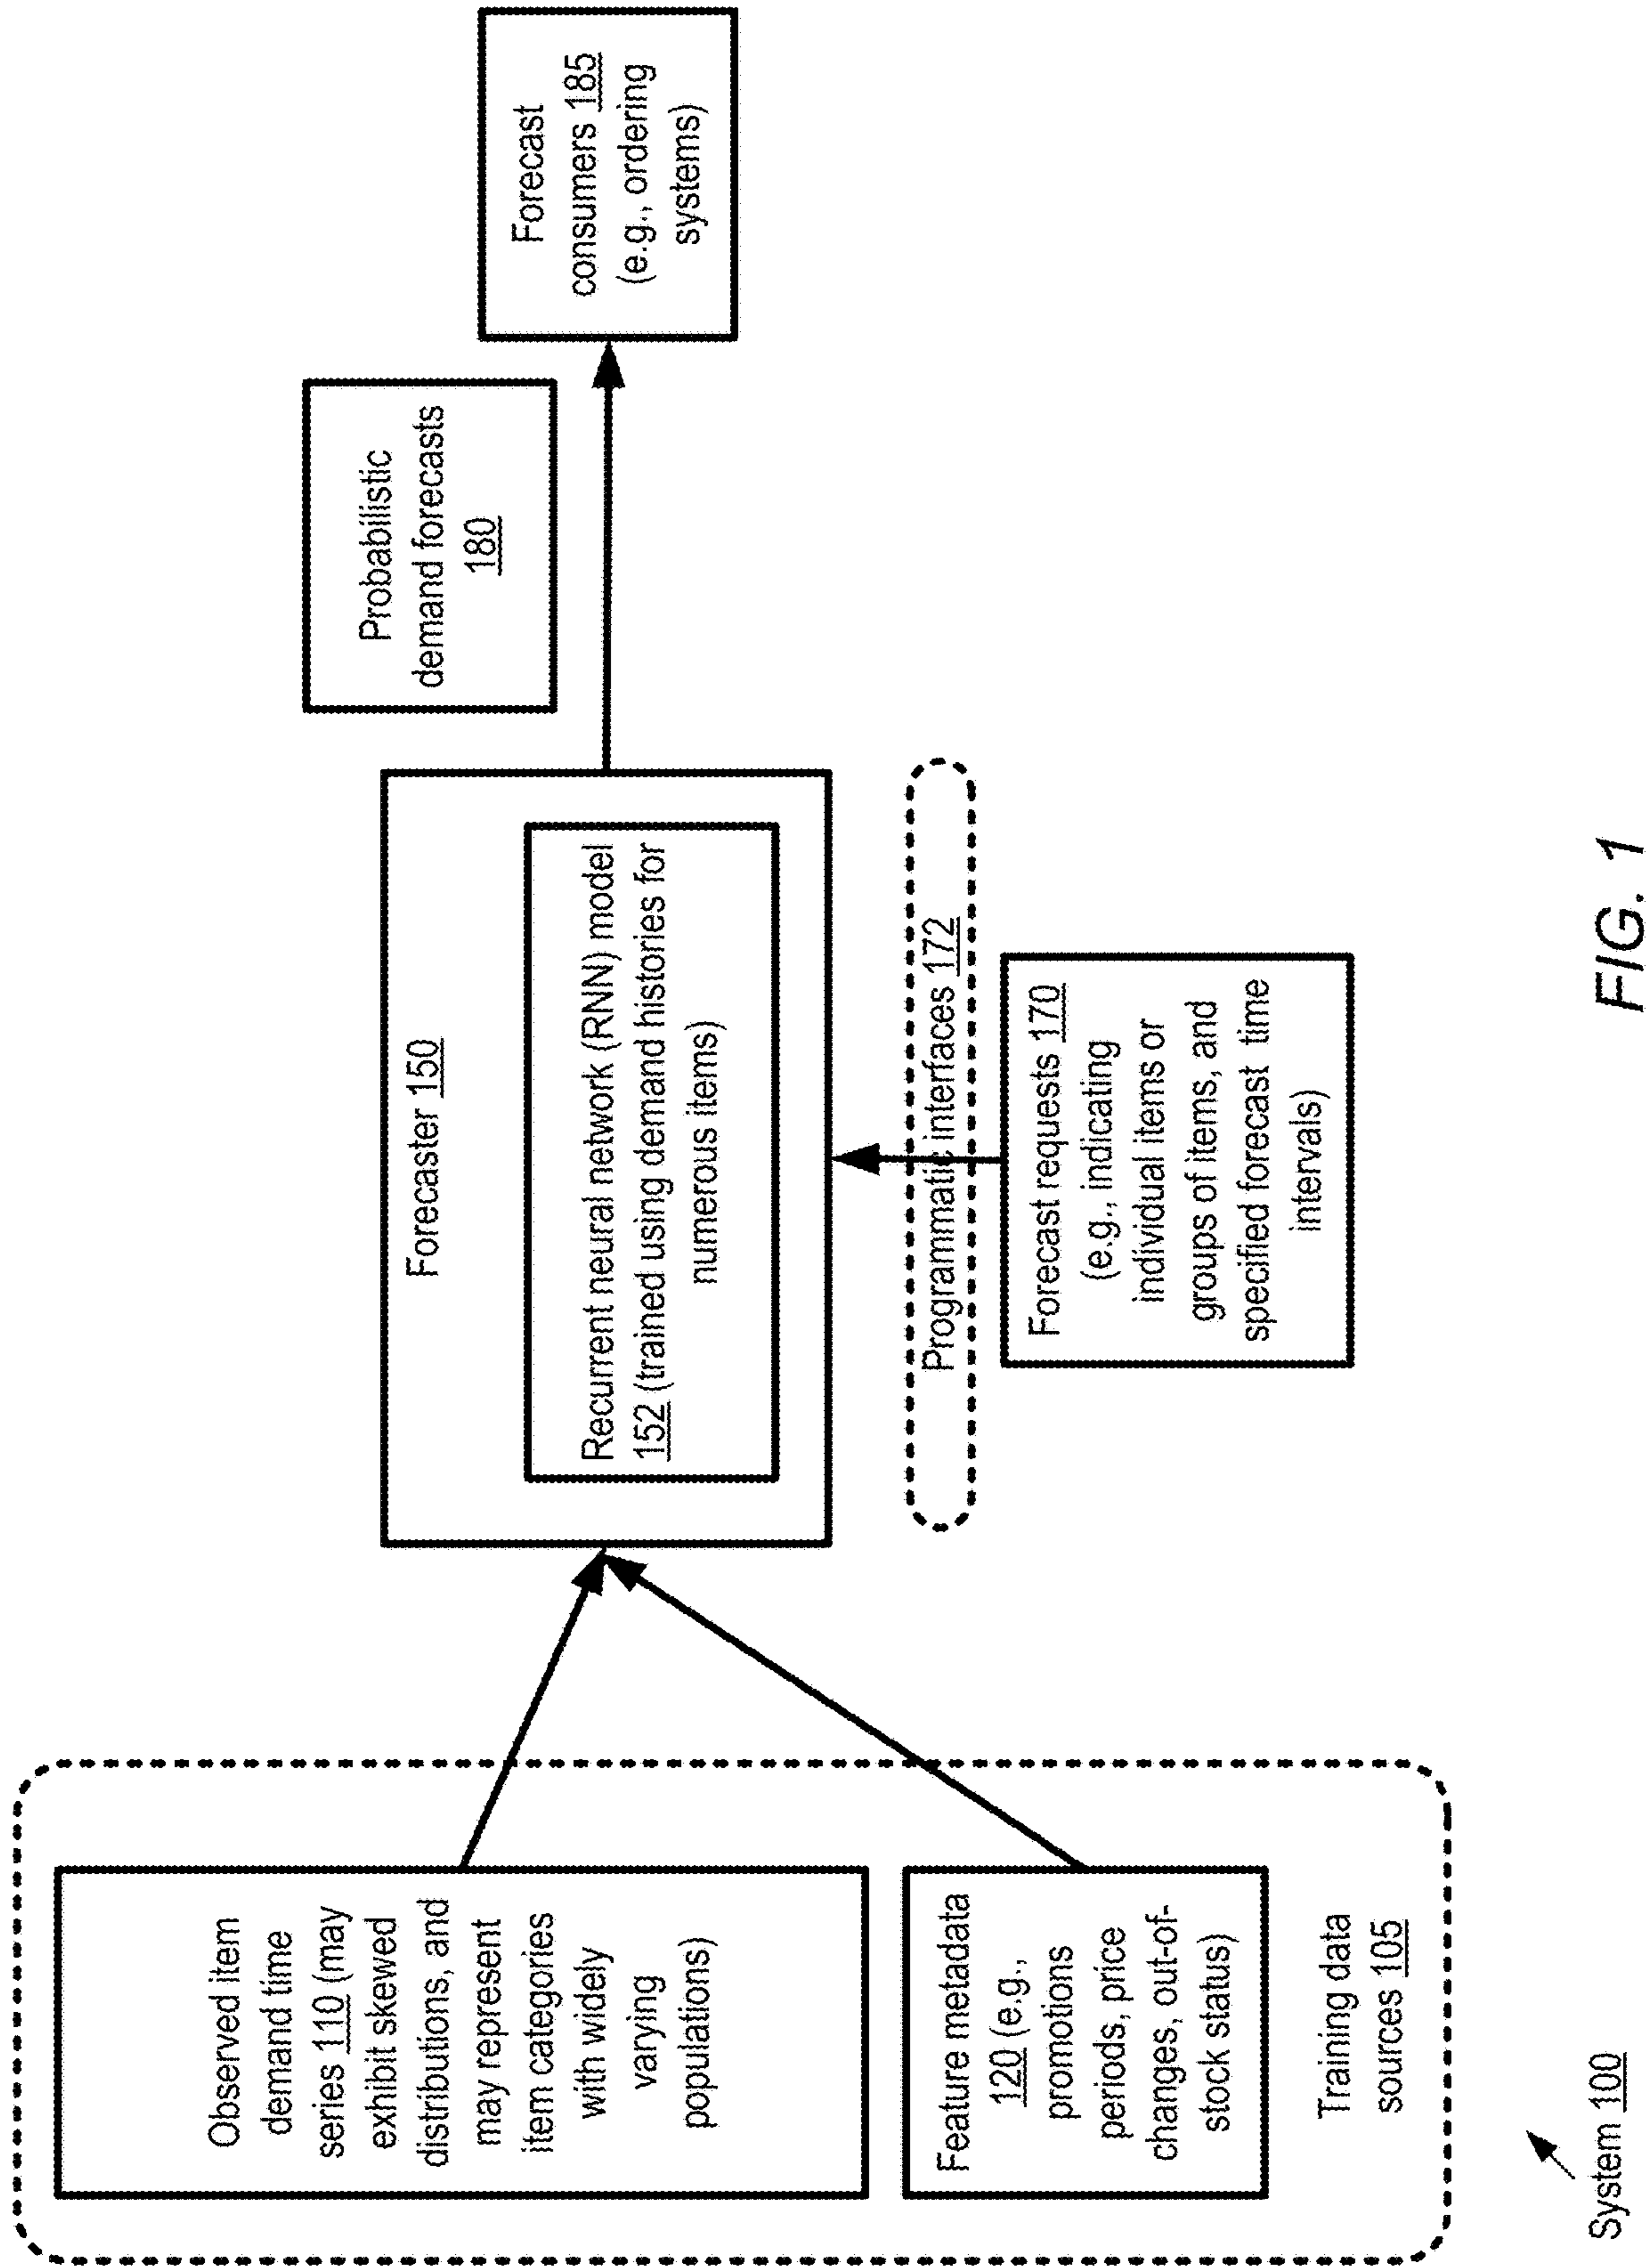 Observed item
demand time
series 110 (may
exhibit skewed
distributions, and
may represent
item categories
with widely
varying
populations)
Feature metadata
120 (e.g.,
promotions
periods, price
changes, out-of-
stock status)
Training data
sources 105
System 100
Forecaster 150
Recurrent neural network (RNN) model
152 (trained using demand histories for
numerous items)
Programmatic interfaces 172
Forecast requests 170
(e.g., indicating
individual items or
groups of items, and
specified forecast time
intervals)
Probabilistic
demand forecasts
180
Forecast
consumers 185
(e.g., ordering
systems)
FIG. 1